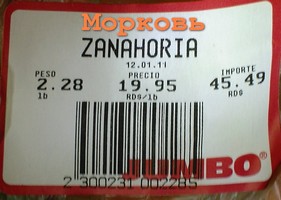 Морковь
ZANAHORIA
12.01.11
PESO PRECIO IMPORTE
2.28 19.95 45.49
lb RD$/lb RD$
JUMBO®
2 300231 002285